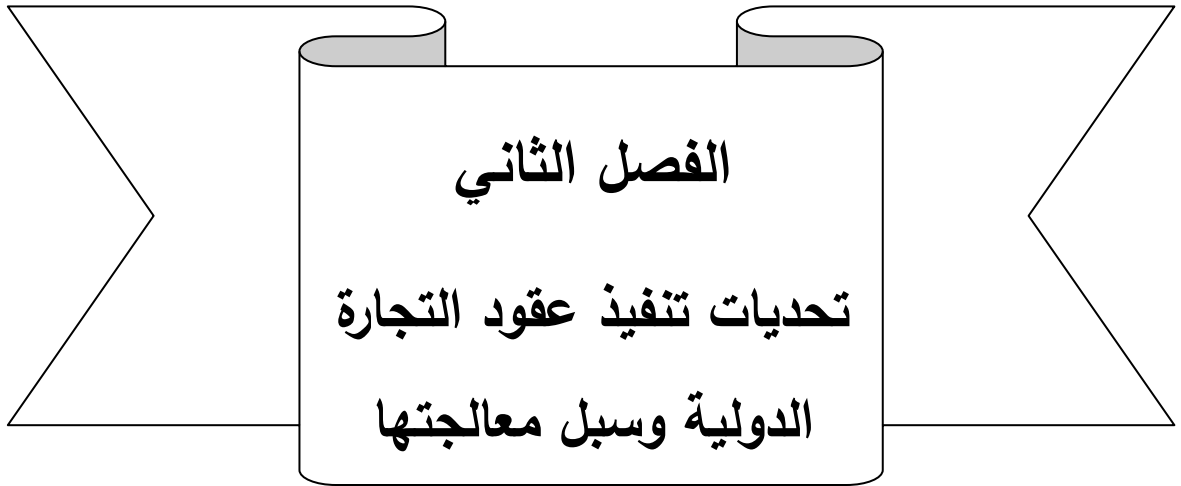 الفصل الثاني
تحديات تنفيذ عقود التجارة
الدولية وسبل معالجتها